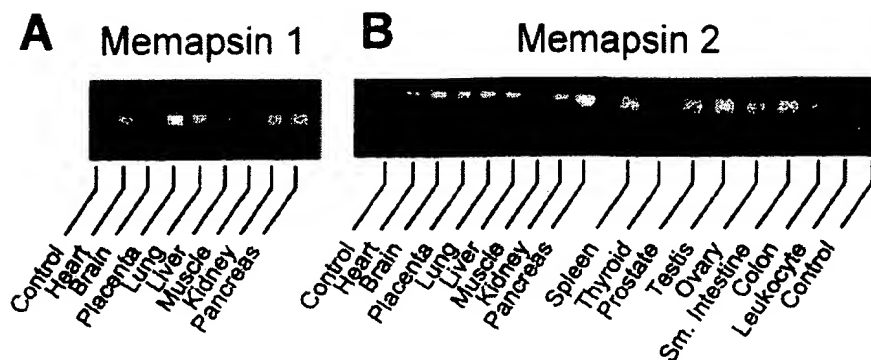 A Memapsin 1
B Memapsin 2
Control
Heart
Brain
Placenta
Lung
Liver
Muscle
Kidney
Pancreas
Control
Heart
Brain
Placenta
Lung
Liver
Muscle
Kidney
Pancreas
Spleen
Thyroid
Prostate
Testis
Ovary
Sm. Intestine
Colon
Leukocyte
Control